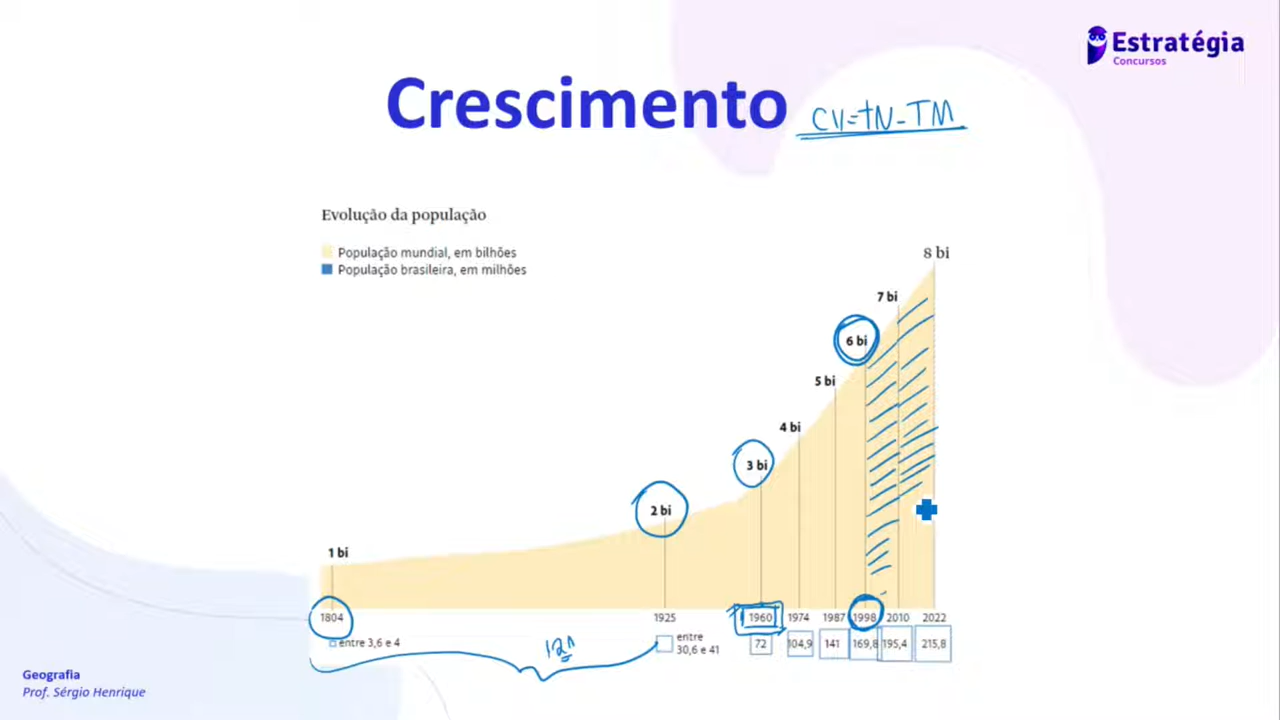 Estratégia
Concursos
Crescimento CV=TN-TM
Evolução da população
População mundial, em bilhões
População brasileira, em milhões
8 bi
7 bi
6 bi
5 bi
4 bi
3 bi
2 bi
1 bi
1804 1925 1960 1974 1987 1998 2010 2022
entre 3,6 e 4
entre
30,6 e 41
72 104,9 141 169,8 195,4 215,8
Geografia
Prof. Sérgio Henrique